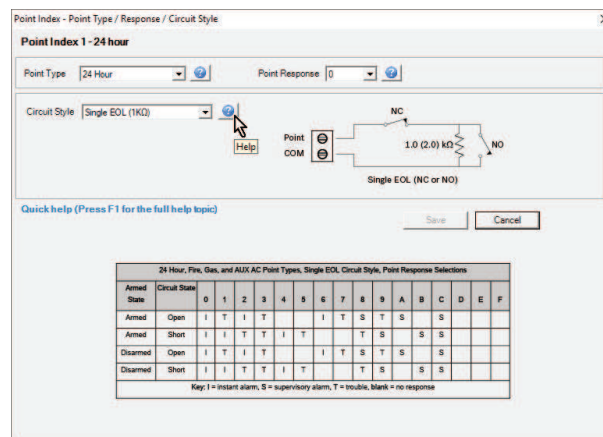 Point Index - Point Type / Response / Circuit Style
Point Index 1 - 24 hour
Point Type 24 Hour Point Response 0
Circuit Style Single EOL (1KΩ)
Help
NC
Point
COM
1.0 (2.0) kΩ
NO
Single EOL (NC or NO)
Quick help (Press F1 for the full help topic)
Save Cancel
24 Hour, Fire, Gas, and AUX AC Point Types, Single EOL Circuit Style, Point Response Selections
Armed State Circuit State 0 1 2 3 4 5 6 7 8 9 A B C D E F
Armed Open I T I T I T S T S S
Armed Short I I T T I T T S S S
Disarmed Open I T I T I T S T S S
Disarmed Short I I T T I T T S S S
Key: I = instant alarm, S = supervisory alarm, T = trouble, blank = no response